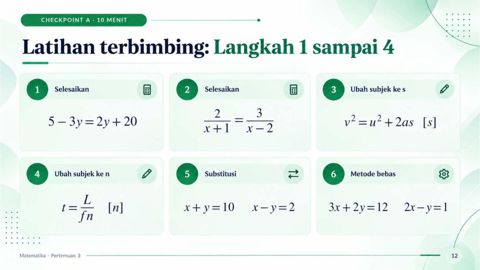 CHECKPOINT A · 10 MENIT
Latihan terbimbing: Langkah 1 sampai 4
1 Selesaikan
5 − 3y = 2y + 20
2 Selesaikan
2/(x + 1) = 3/(x − 2)
3 Ubah subjek ke s
v² = u² + 2as [s]
4 Ubah subjek ke n
t = L/(fn) [n]
5 Substitusi
x + y = 10 x − y = 2
6 Metode bebas
3x + 2y = 12 2x − y = 1
Matematika · Pertemuan 3
12